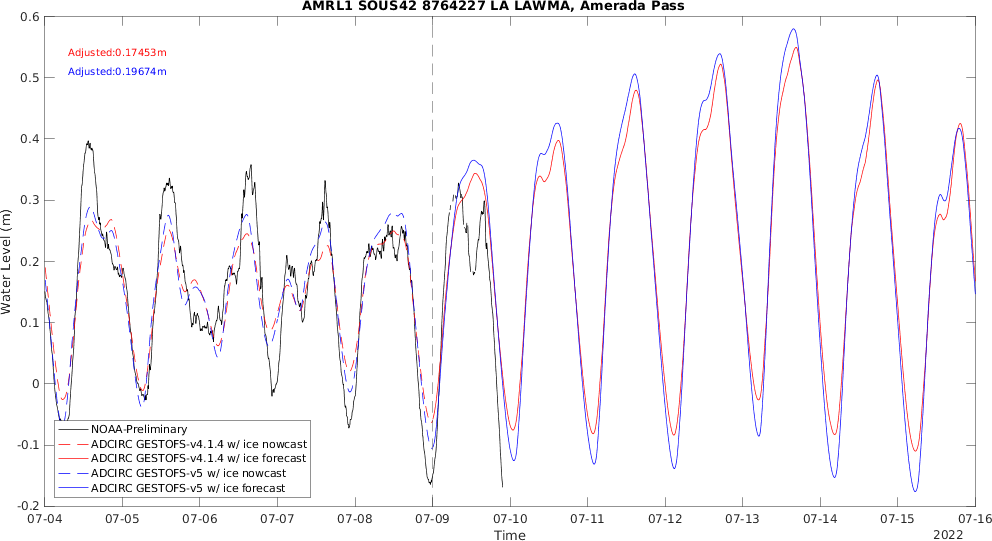 AMRL1 SOUS42 8764227 LA LAWMA, Amerada Pass
Adjusted:0.17453m
Adjusted:0.19674m
Water Level (m)
0.6
0.5
0.4
0.3
0.2
0.1
0
-0.1
-0.2
NOAA-Preliminary
ADCIRC GESTOFS-v4.1.4 w/ ice nowcast
ADCIRC GESTOFS-v4.1.4 w/ ice forecast
ADCIRC GESTOFS-v5 w/ ice nowcast
ADCIRC GESTOFS-v5 w/ ice forecast
07-04 07-05 07-06 07-07 07-08 07-09 07-10 07-11 07-12 07-13 07-14 07-15 07-16
Time
2022